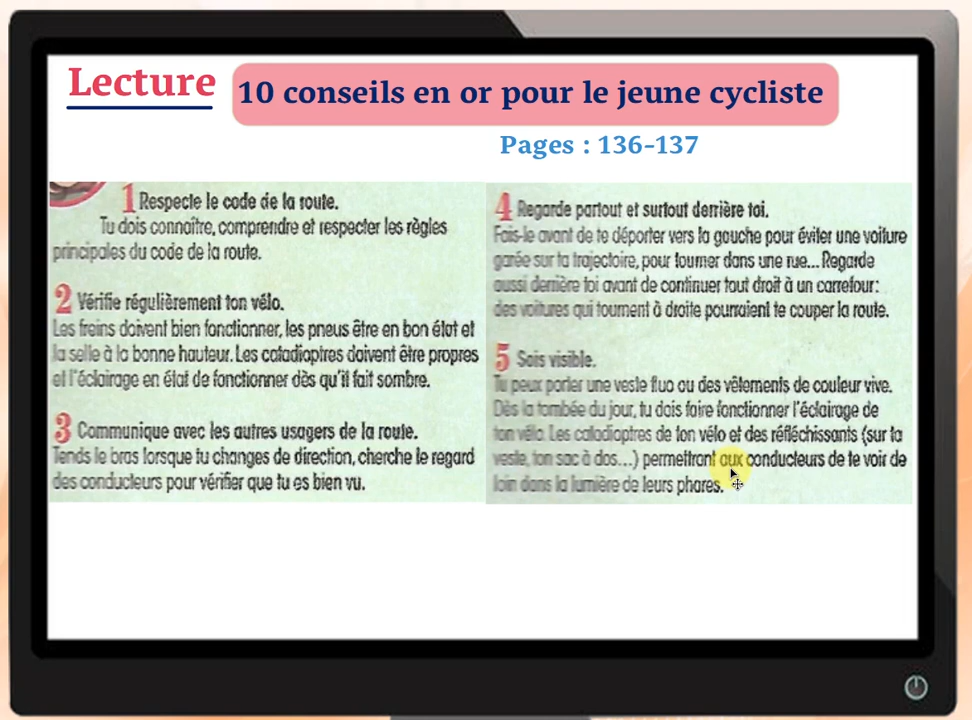 Lecture
10 conseils en or pour le jeune cycliste
Pages : 136-137
1 Respecte le code de la route.
Tu dois connaître, comprendre et respecter les règles
principales du code de la route.
2 Vérifie régulièrement ton vélo.
Les freins doivent bien fonctionner, les pneus être en bon état et
la selle à la bonne hauteur. Les catadioptres doivent être propres
et l'éclairage en état de fonctionner dès qu'il fait sombre.
3 Communique avec les autres usagers de la route.
Tends le bras lorsque tu changes de direction, cherche le regard
des conducteurs pour vérifier que tu es bien vu.
4 Regarde partout et surtout derrière toi.
Fais-le avant de te déporter vers la gauche pour éviter une voiture
garée sur ta trajectoire, pour tourner dans une rue... Regarde
aussi derrière toi avant de continuer tout droit à un carrefour:
des voitures qui tournent à droite pourraient te couper la route.
5 Sois visible.
Tu peux porter une veste fluo ou des vêtements de couleur vive.
Dès la tombée du jour, tu dois faire fonctionner l'éclairage de
ton vélo. Les catadioptres de ton vélo et des réfléchissants (sur ta
veste, ton sac à dos...) permettront aux conducteurs de te voir de
loin dans la lumière de leurs phares.